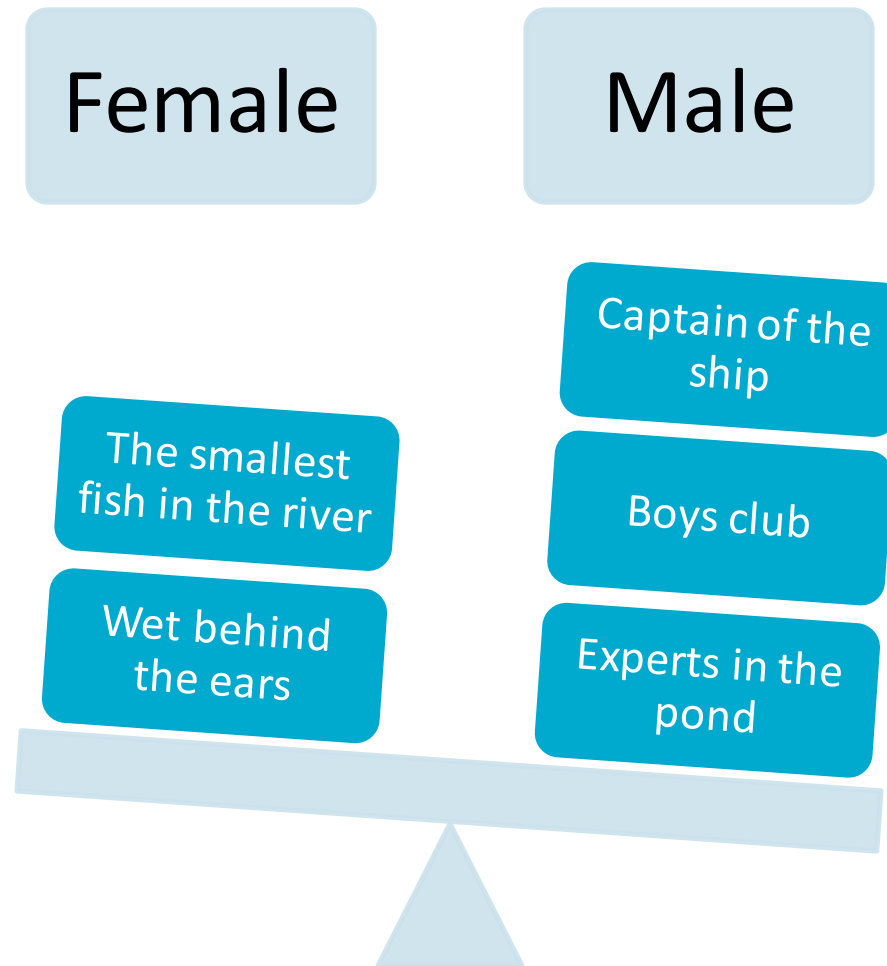 Female
Male
The smallest
fish in the river
Wet behind
the ears
Captain of the
ship
Boys club
Experts in the
pond